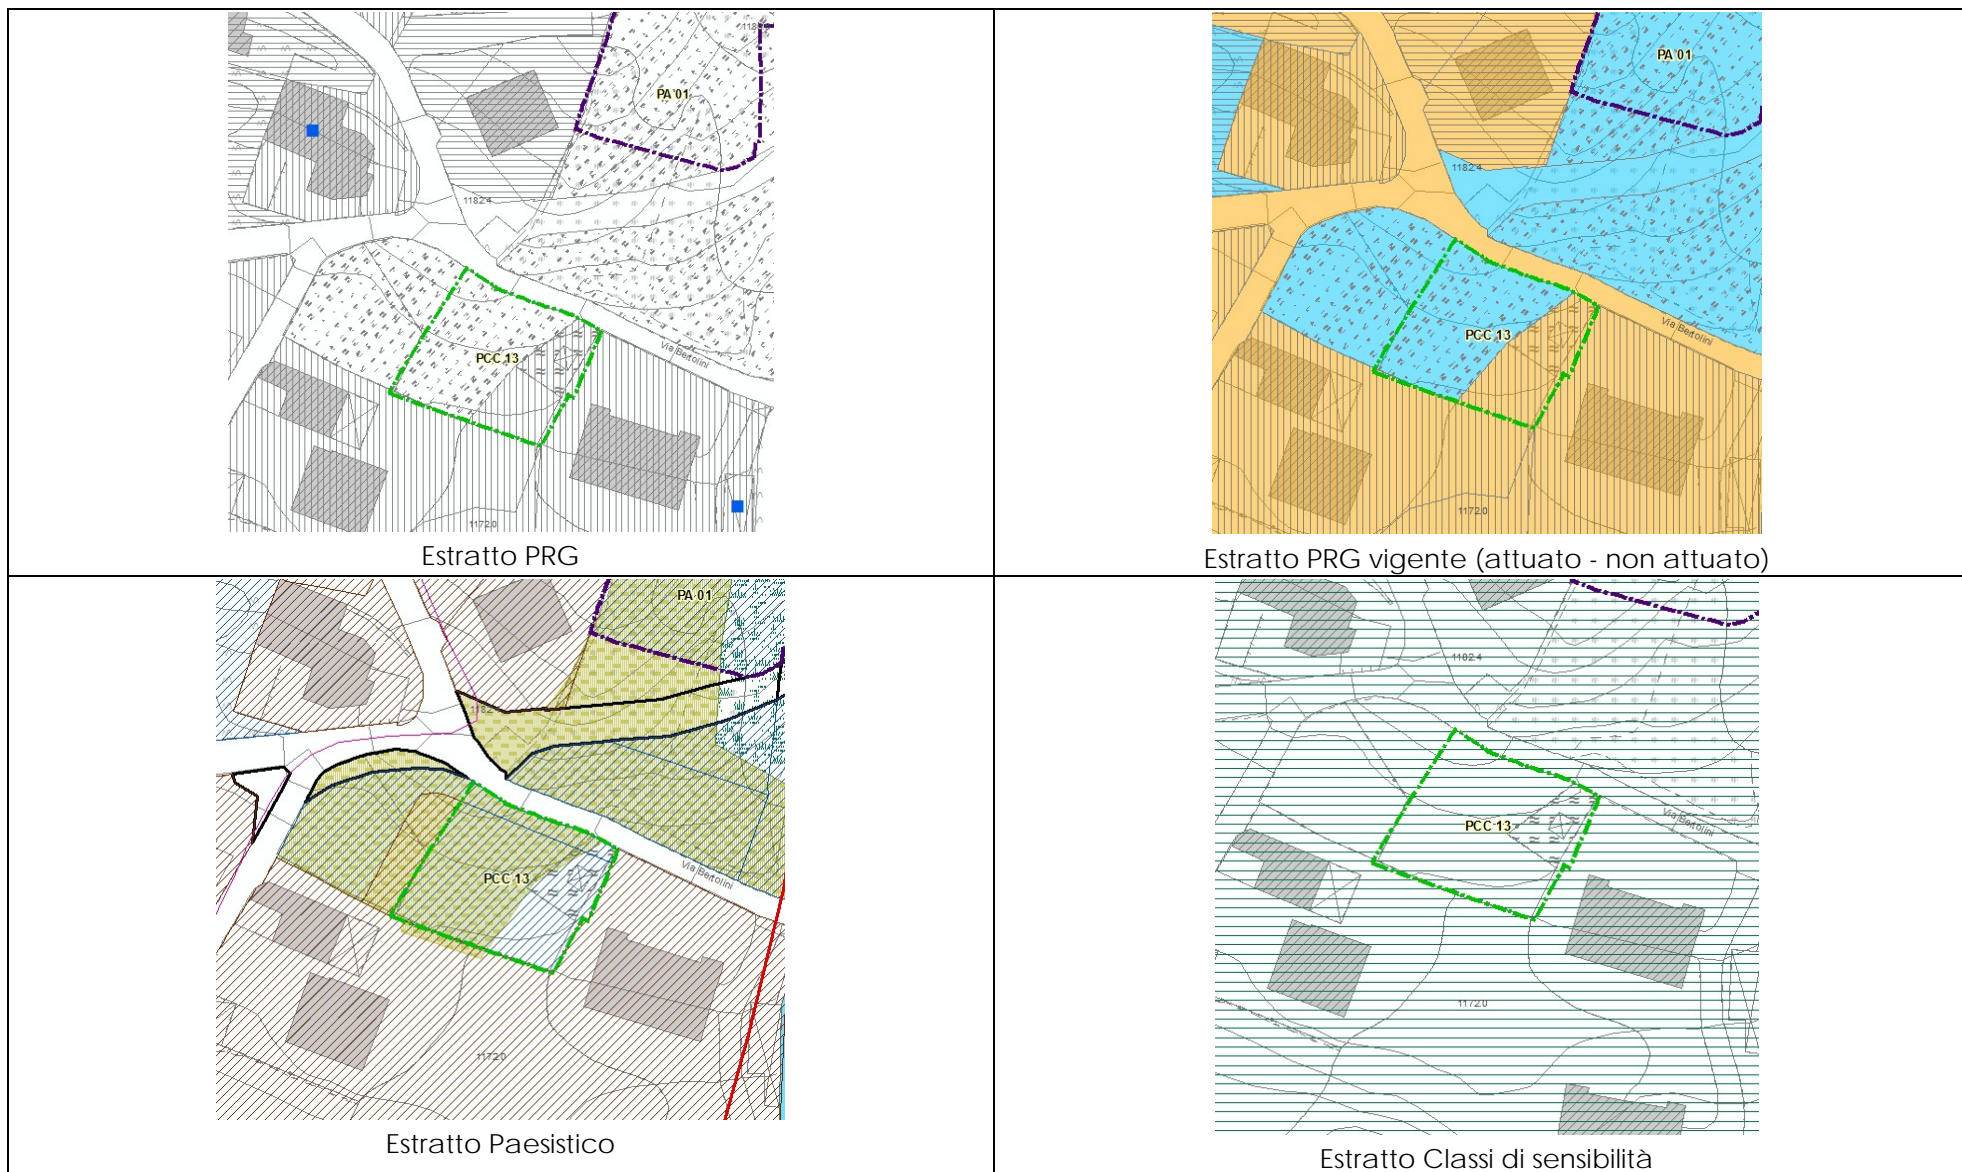 PA 01
1182.4
PCC 13
Via Bertolini
1172.0
Estratto PRG
PA 01
1182.4
PCC 13
Via Bertolini
1172.0
Estratto PRG vigente (attuato - non attuato)
PA 01
PCC 13
Via Bertolini
1172.0
Estratto Paesistico
1182.4
PCC 13
Via Bertolini
1172.0
Estratto Classi di sensibilità